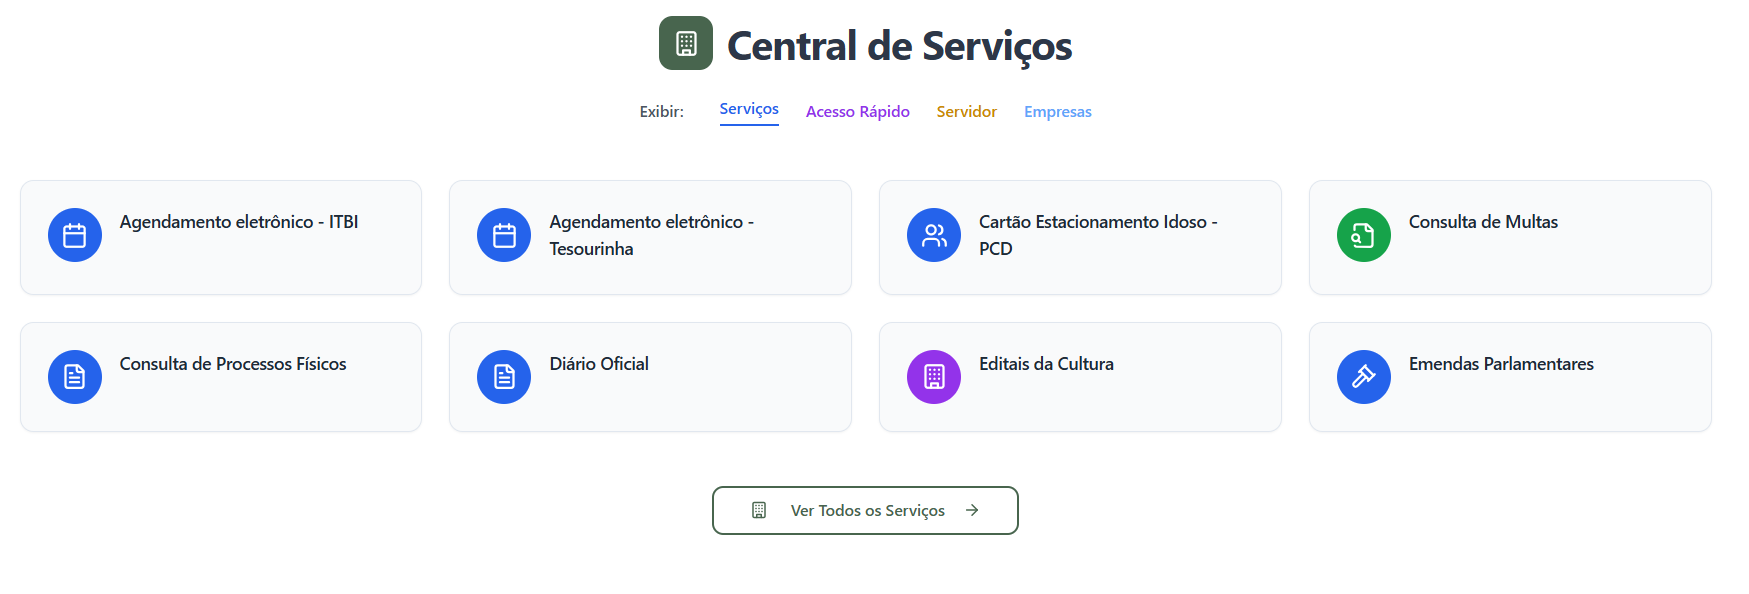 Central de Serviços
Exibir: Serviços Acesso Rápido Servidor Empresas
Agendamento eletrônico - ITBI
Agendamento eletrônico -
Tesourinha
Cartão Estacionamento Idoso -
PCD
Consulta de Multas
Consulta de Processos Físicos
Diário Oficial
Editais da Cultura
Emendas Parlamentares
Ver Todos os Serviços